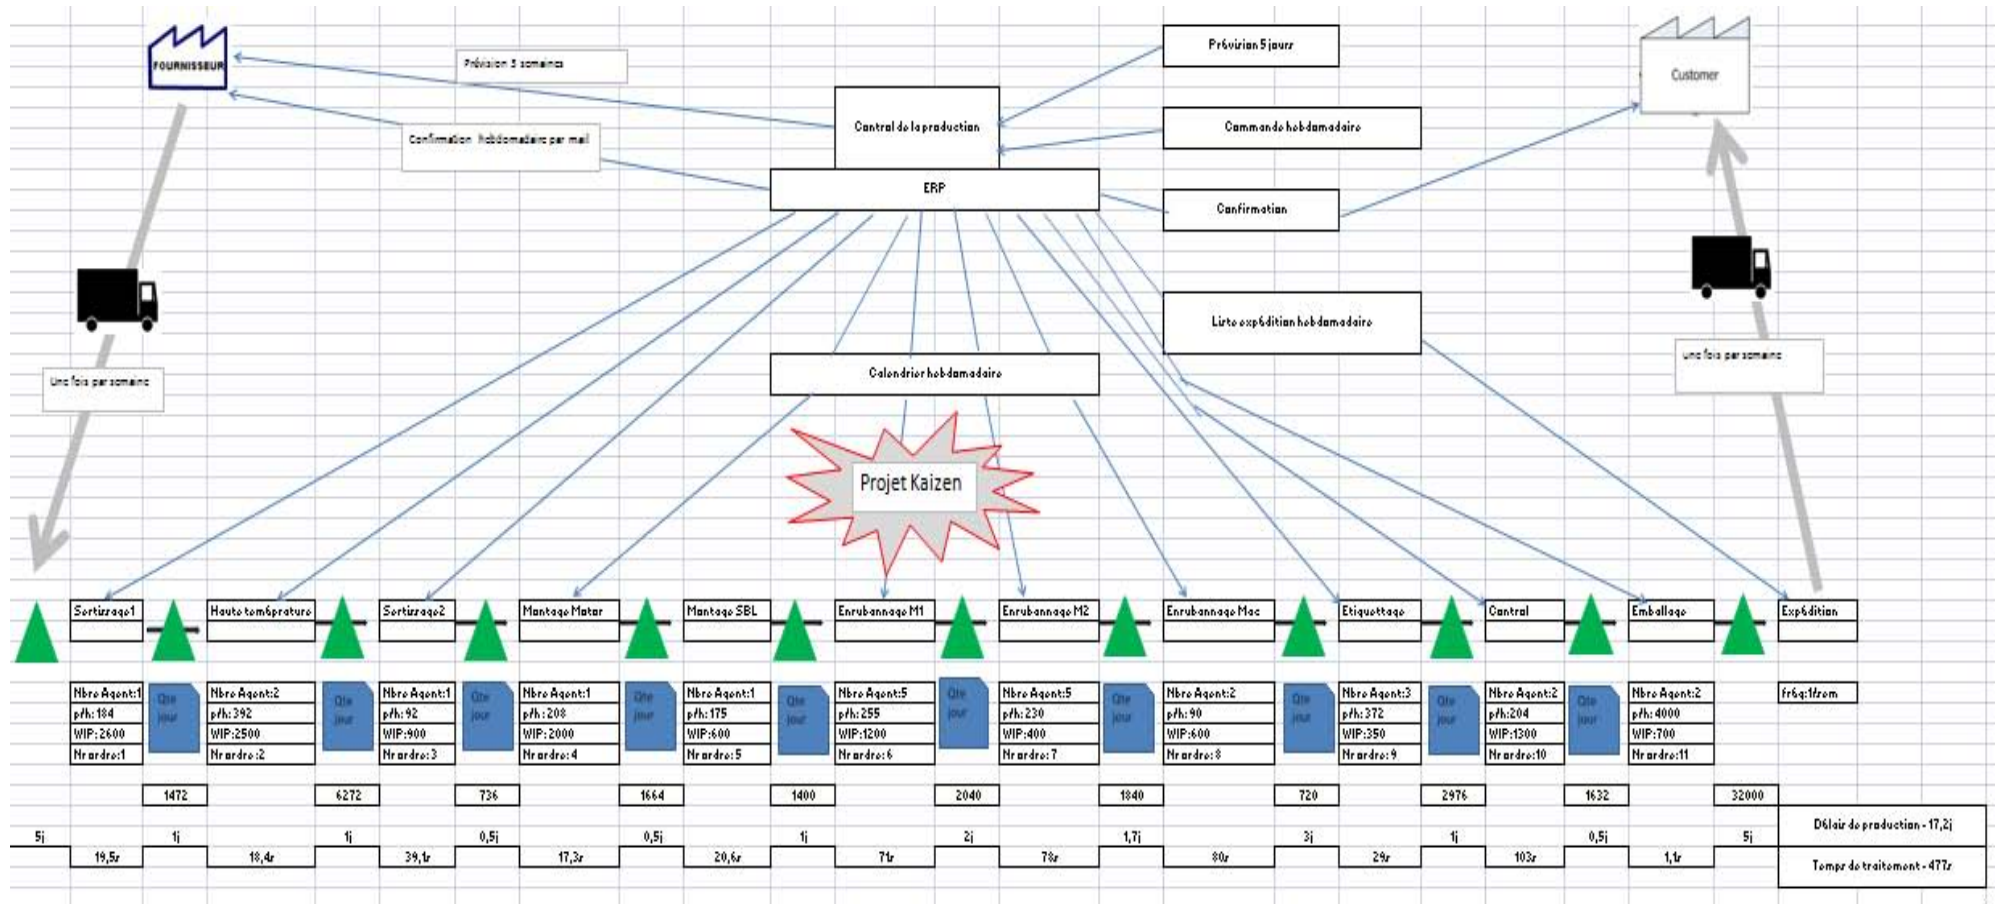 FOURNISSEUR
Prévision 3 semaines
Prévision 5 jours
Customer
Control de la production
Commande hebdomadaire
Confirmation hebdomadaire par mail
ERP
Confirmation
Liste expédition hebdomadaire
Une fois par semaine
une fois par semaine
Calendrier hebdomadaire
Projet Kaizen
Sertissage1
Haute température
Sertissage2
Montage Motor
Montage SBL
Enrubannage M1
Enrubannage M2
Enrubannage Mac
Etiquettage
Control
Emballage
Expédition
Nbre Agent:1
p/h: 184
WIP:2600
Nr ordre:1
Qte
jour
Nbre Agent:2
p/h: 392
WIP:2500
Nr ordre:2
Qte
jour
Nbre Agent:1
p/h: 92
WIP:900
Nr ordre: 3
Qte
jour
Nbre Agent:1
p/h: 208
WIP:2000
Nr ordre: 4
Qte
jour
Nbre Agent:1
p/h: 175
WIP:600
Nr ordre: 5
Qte
jour
Nbre Agent:5
p/h: 255
WIP:1200
Nr ordre: 6
Qte
jour
Nbre Agent:5
p/h: 230
WIP:400
Nr ordre: 7
Qte
jour
Nbre Agent:2
p/h: 90
WIP:600
Nr ordre: 8
Qte
jour
Nbre Agent:3
p/h: 372
WIP:350
Nr ordre: 9
Qte
jour
Nbre Agent:2
p/h:204
WIP:1300
Nr ordre:10
Qte
jour
Nbre Agent:2
p/h: 4000
WIP:700
Nr ordre:11
fréq:1/sem
1472 6272 736 1664 1400 2040 1840 720 2976 1632 32000
5j 1j 1j 0,5j 0,5j 1j 2j 1,7j 3j 1j 0,5j 5j
Délais de production - 17,2j
19,5s 18,4s 39,1s 17,3s 20,6s 71s 78s 80s 29s 103s 1,1s
Temps de traitement - 477s